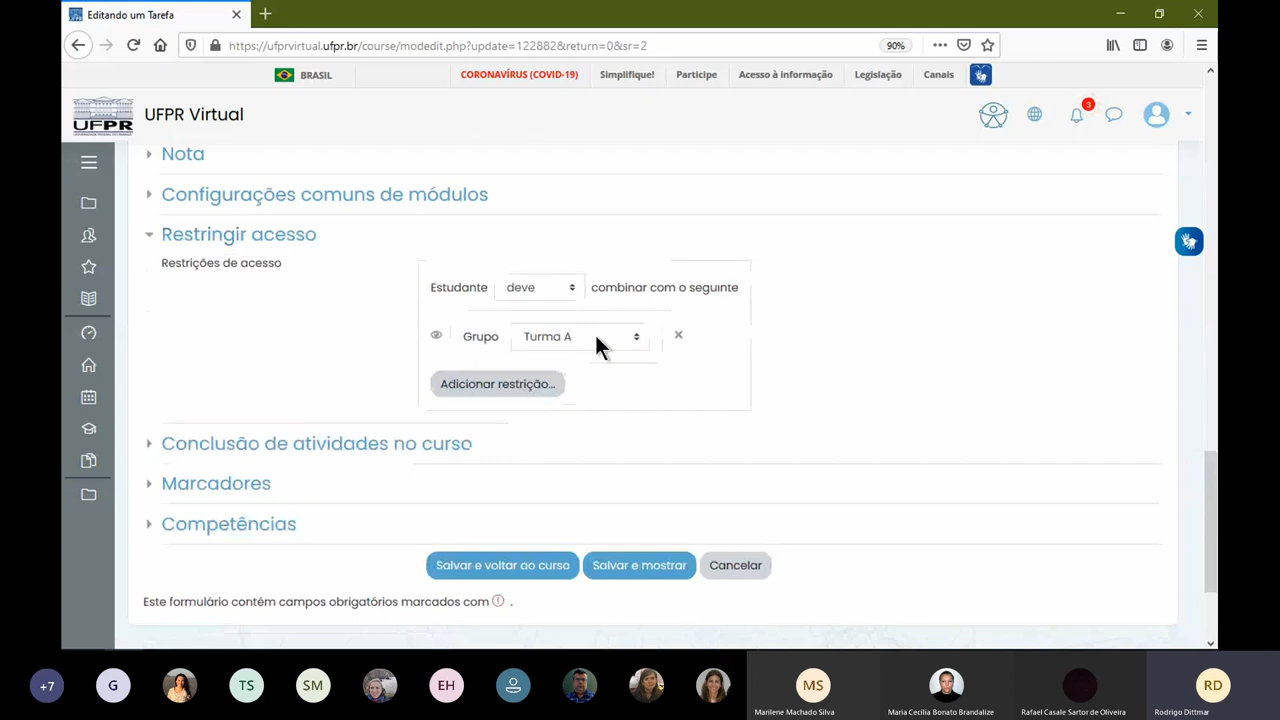 Editando um Tarefa
https://ufprvirtual.ufpr.br/course/modedit.php?update=122882&return=0&sr=2
90%
BRASIL
CORONAVÍRUS (COVID-19)
Simplifique!
Participe
Acesso à informação
Legislação
Canais
UFPR
UFPR Virtual
3
Nota
Configurações comuns de módulos
Restringir acesso
Restrições de acesso
Estudante deve combinar com o seguinte
Grupo Turma A
Adicionar restrição...
Conclusão de atividades no curso
Marcadores
Competências
Salvar e voltar ao curso
Salvar e mostrar
Cancelar
Este formulário contém campos obrigatórios marcados com .
+7
G
TS
SM
EH
MS
RD
Marilene Machado Silva
Maria Cecilia Bonato Brandalize
Rafael Casale Sartor de Oliveira
Rodrigo Dittmar